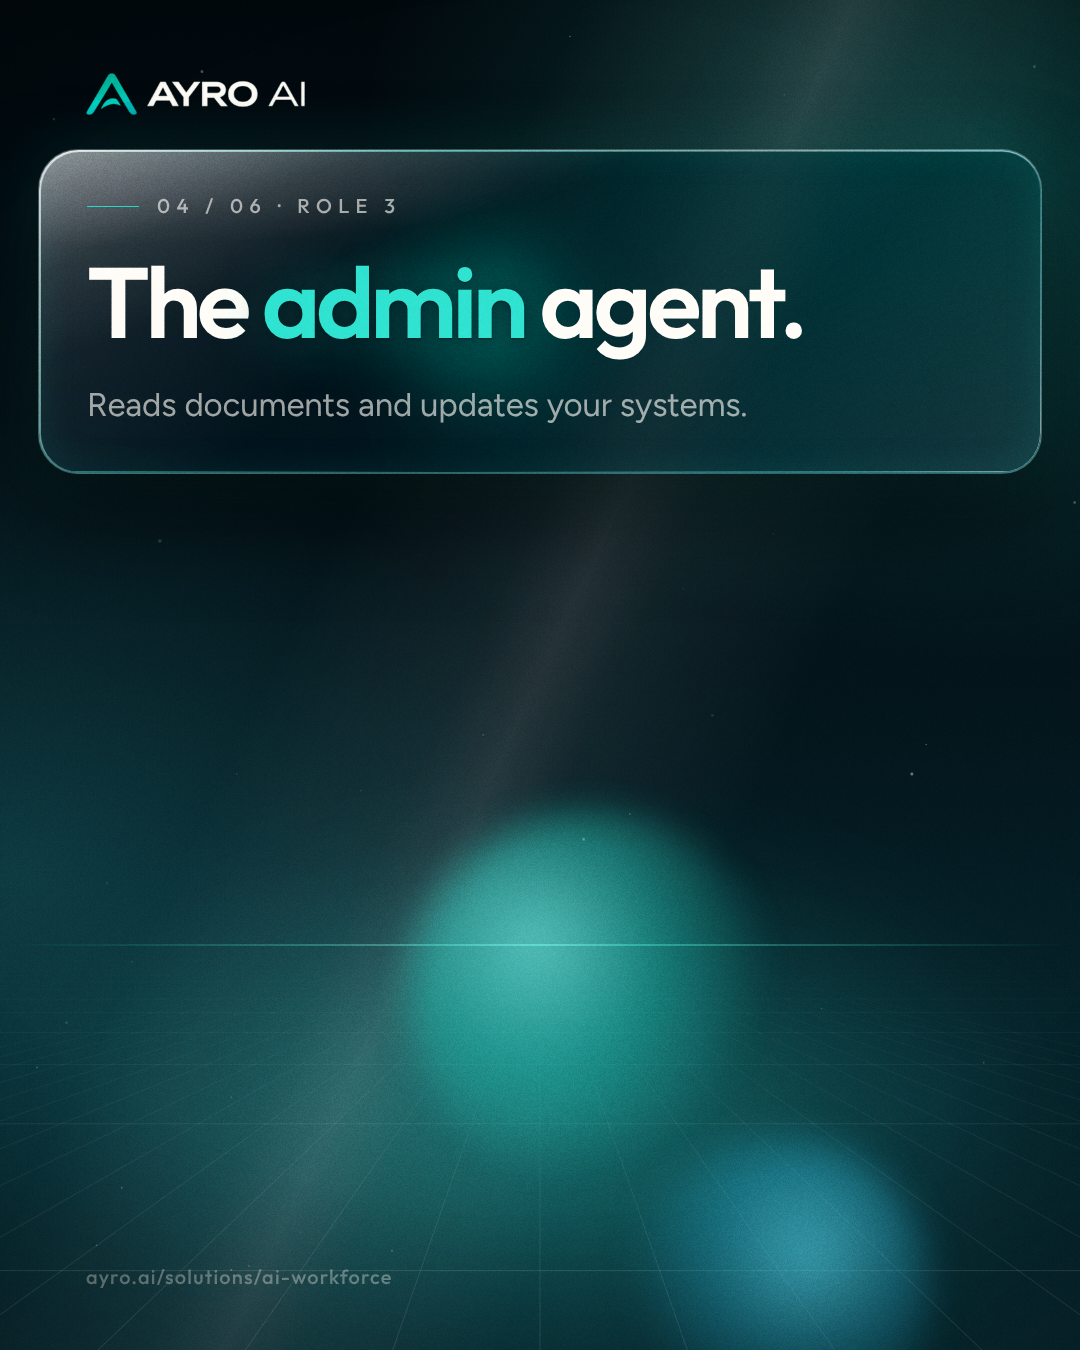 AYRO AI
04 / 06 · ROLE 3
The admin agent.
Reads documents and updates your systems.
ayro.ai/solutions/ai-workforce